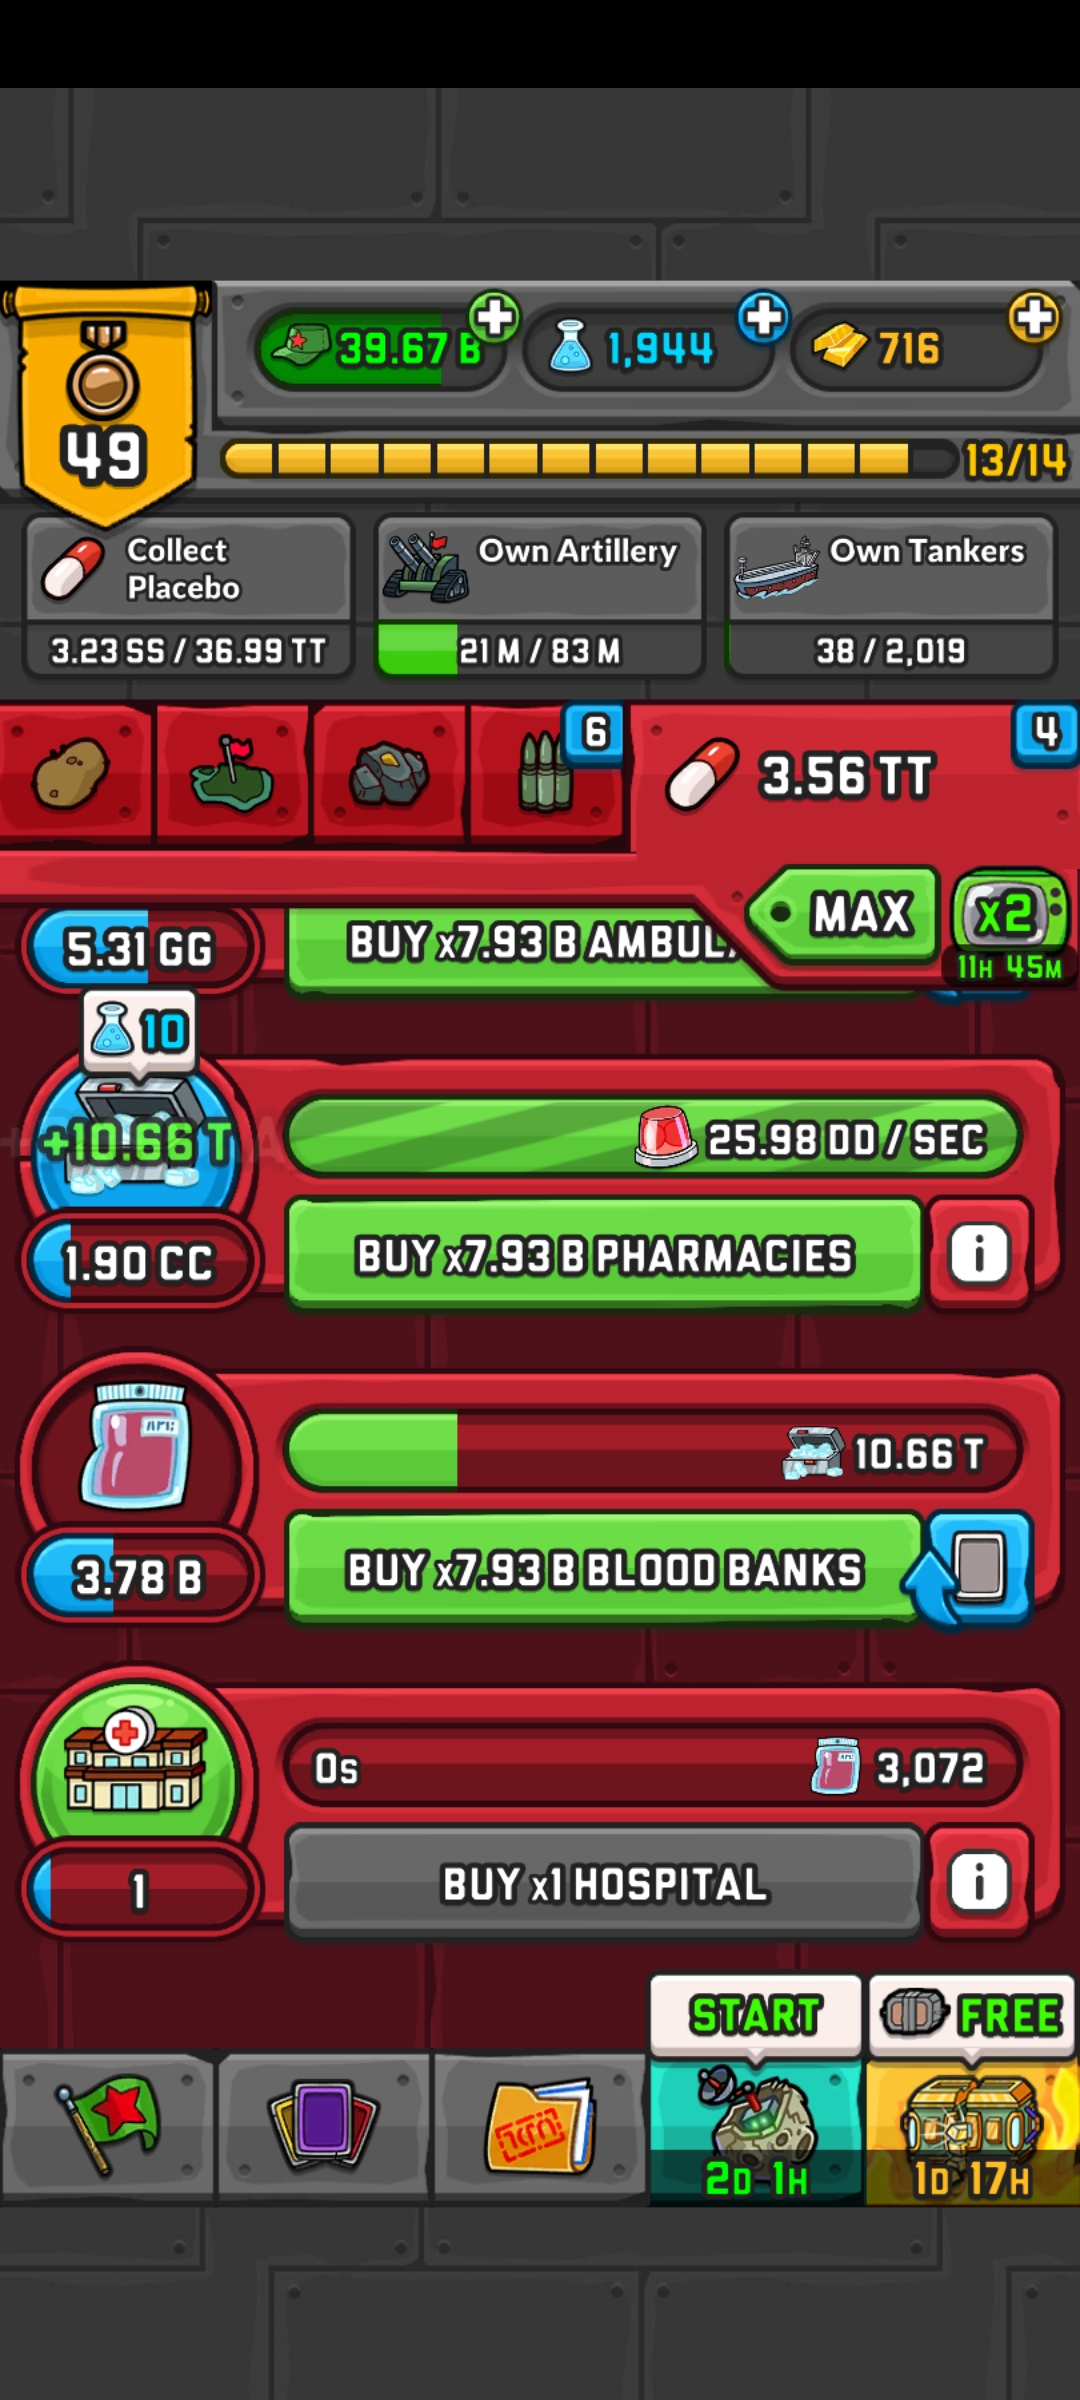 39.67 B
1,944
716
49
13/14
Collect
Placebo
Own Artillery
Own Tankers
3.23 SS / 36.99 TT
21 M / 83 M
38 / 2,019
6
3.56 TT
4
MAX
x2
11H 45M
5.31 GG
BUY x7.93 B AMBUL
10
+10.66 T
25.98 DD / SEC
1.90 CC
BUY x7.93 B PHARMACIES
i
10.66 T
3.78 B
BUY x7.93 B BLOOD BANKS
0s
3,072
1
BUY x1 HOSPITAL
i
START
FREE
2D 1H
1D 17H